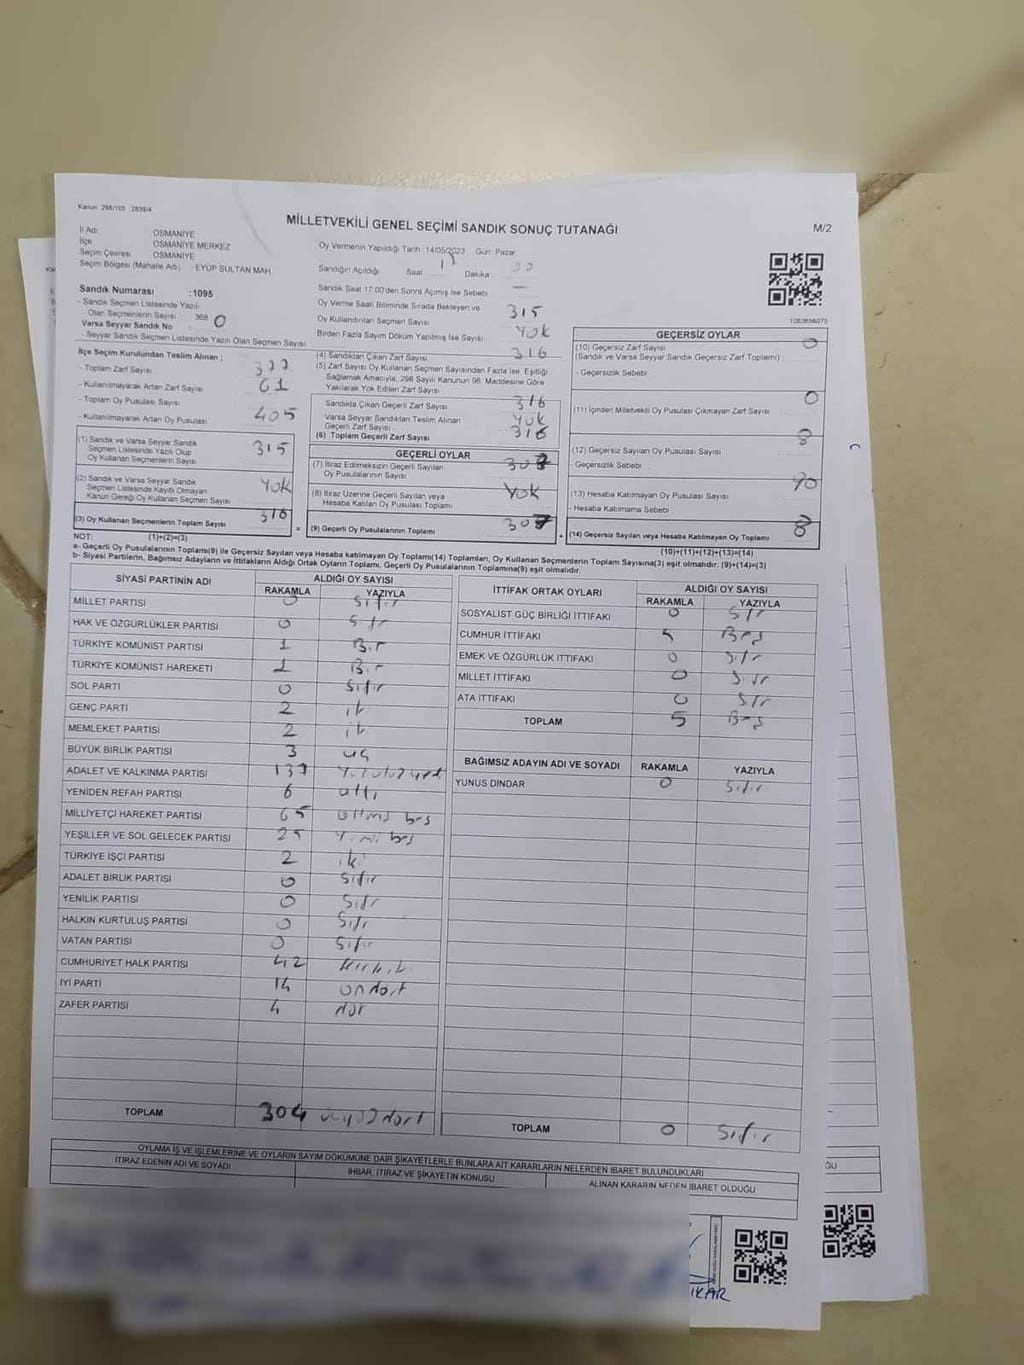 Kanun: 298/105 2839/4
MİLLETVEKİLİ GENEL SEÇİMİ SANDIK SONUÇ TUTANAĞI
M/2
İl Adı: OSMANİYE
İlçe OSMANİYE MERKEZ
Seçim Çevresi OSMANİYE
Seçim Bölgesi (Mahalle Adı) : EYÜP SULTAN MAH
Oy Vermenin Yapıldığı Tarih :14/05/2023 Gün: Pazar
Sandığın Açıldığı Saat Dakika
Sandık Saat 17:00'den Sonra Açılmış İse Sebebi —
Oy Verme Saati Bitiminde Sırada Bekleyen ve
Oy Kullandırılan Seçmen Sayısı 315
Birden Fazla Sayım Döküm Yapılmış İse Sayısı YOK
Sandık Numarası :1095
- Sandık Seçmen Listesinde Yazılı
Olan Seçmenlerin Sayısı : 368
Varsa Seyyar Sandık No 0
- Seyyar Sandık Seçmen Listesinde Yazılı Olan Seçmen Sayısı
İlçe Seçim Kurulundan Teslim Alınan ;
- Toplam Zarf Sayısı
- Kullanılmayarak Artan Zarf Sayısı 61
- Toplam Oy Pusulası Sayısı 405
- Kullanılmayarak Artan Oy Pusulası
(1) Sandık ve Varsa Seyyar Sandık
Seçmen Listesinde Yazılı Olup
Oy Kullanan Seçmenlerin Sayısı 315
(2) Sandık ve Varsa Seyyar Sandık
Seçmen Listesinde Kayıtlı Olmayan
Kanun Gereği Oy Kullanan Seçmen Sayısı YOK
(3) Oy Kullanan Seçmenlerin Toplam Sayısı 316
(4) Sandıktan Çıkan Zarf Sayısı 316
(5) Zarf Sayısı Oy Kullanan Seçmen Sayısından Fazla İse, Eşitliği
Sağlamak Amacıyla, 298 Sayılı Kanunun 98. Maddesine Göre
Yakılarak Yok Edilen Zarf Sayısı
Sandıkta Çıkan Geçerli Zarf Sayısı 316
Varsa Seyyar Sandıktan Teslim Alınan
Geçerli Zarf Sayısı YOK
(6) Toplam Geçerli Zarf Sayısı 316
GEÇERLİ OYLAR
(7) İtiraz Edilmeksizin Geçerli Sayılan
Oy Pusulalarının Sayısı
(8) İtiraz Üzerine Geçerli Sayılan veya
Hesaba Katılan Oy Pusulası Toplamı YOK
= (9) Geçerli Oy Pusulalarının Toplamı
1083656075
GEÇERSİZ OYLAR
(10) Geçersiz Zarf Sayısı 0
(Sandık ve Varsa Seyyar Sandık Geçersiz Zarf Toplamı) :
- Geçersizlik Sebebi
(11) İçinden Milletvekili Oy Pusulası Çıkmayan Zarf Sayısı 0
(12) Geçersiz Sayılan Oy Pusulası Sayısı 8
- Geçersizlik Sebebi
(13) Hesaba Katılmayan Oy Pusulası Sayısı
- Hesaba Katılmama Sebebi
+ (14) Geçersiz Sayılan veya Hesaba Katılmayan Oy Toplamı 8
NOT: (1)+(2)=(3) (10)+(11)+(12)+(13)=(14)
a- Geçerli Oy Pusulalarının Toplamı(9) ile Geçersiz Sayılan veya Hesaba katılmayan Oy Toplamı(14) Toplamları, Oy Kullanan Seçmenlerin Toplam Sayısına(3) eşit olmalıdır. (9)+(14)=(3)
b- Siyasi Partilerin, Bağımsız Adayların ve İttifakların Aldığı Ortak Oyların Toplamı, Geçerli Oy Pusulalarının Toplamına(9) eşit olmalıdır.
SİYASİ PARTİNİN ADI ALDIĞI OY SAYISI
RAKAMLA YAZIYLA
MİLLET PARTİSI 0 Sıfır
HAK VE ÖZGÜRLÜKLER PARTİSİ 0 Sıfır
TÜRKİYE KOMÜNİST PARTİSİ 1 Bir
TÜRKİYE KOMÜNİST HAREKETİ 1 Bir
SOL PARTİ 0 Sıfır
GENÇ PARTİ 2 iki
MEMLEKET PARTİSİ 2 iki
BÜYÜK BİRLİK PARTİSİ 3 üç
ADALET VE KALKINMA PARTİSİ 137
YENİDEN REFAH PARTİSİ 6 altı
MİLLİYETÇİ HAREKET PARTİSİ 65 altmış beş
YEŞİLLER VE SOL GELECEK PARTİSİ 25 yirmi beş
TÜRKİYE İŞÇİ PARTİSİ 2 iki
ADALET BİRLİK PARTİSİ 0 Sıfır
YENİLİK PARTİSİ 0 Sıfır
HALKIN KURTULUŞ PARTİSİ 0 Sıfır
VATAN PARTİSİ 0 Sıfır
CUMHURİYET HALK PARTİSİ 42 kırkiki
İYİ PARTİ 14 ondört
ZAFER PARTİSİ 4 dör
TOPLAM 304 üçyüz dört
İTTİFAK ORTAK OYLARI ALDIĞI OY SAYISI
RAKAMLA YAZIYLA
SOSYALİST GÜÇ BİRLİĞİ İTTİFAKI 0 Sıfır
CUMHUR İTTİFAKI 5 Beş
EMEK VE ÖZGÜRLÜK İTTİFAKI 0 Sıfır
MİLLET İTTİFAKI 0 Sıfır
ATA İTTİFAKI 0 Sıfır
TOPLAM 5 Beş
BAĞIMSIZ ADAYIN ADI VE SOYADI RAKAMLA YAZIYLA
YUNUS DİNDAR 0 Sıfır
TOPLAM 0 Sıfır
OYLAMA İŞ VE İŞLEMLERİNE VE OYLARIN SAYIM DÖKÜMÜNE DAİR ŞİKAYETLERLE BUNLARA AİT KARARLARIN NELERDEN İBARET BULUNDUKLARI
İTİRAZ EDENİN ADI VE SOYADI İHBAR, İTİRAZ VE ŞİKAYETİN KONUSU ALINAN KARARIN NEDEN İBARET OLDUĞU